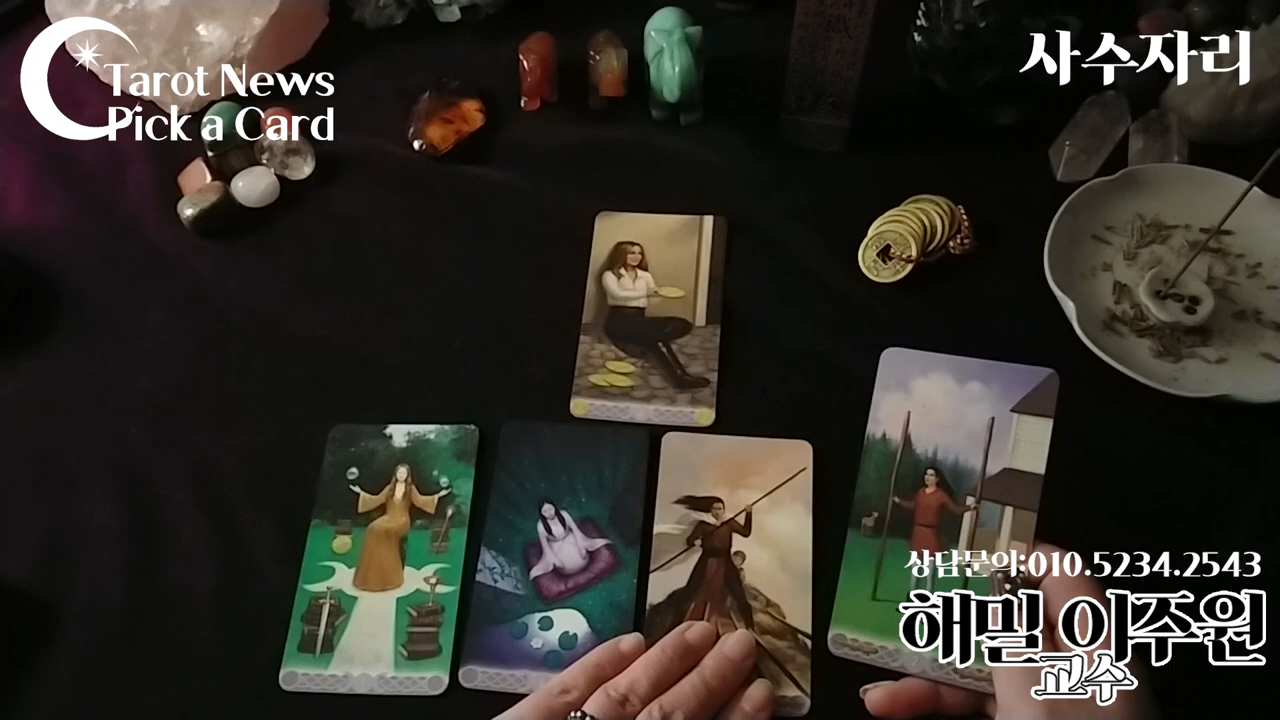 Tarot News
Pick a Card
사수자리
상담문의:010.5234.2543
해밀 이주원
교수